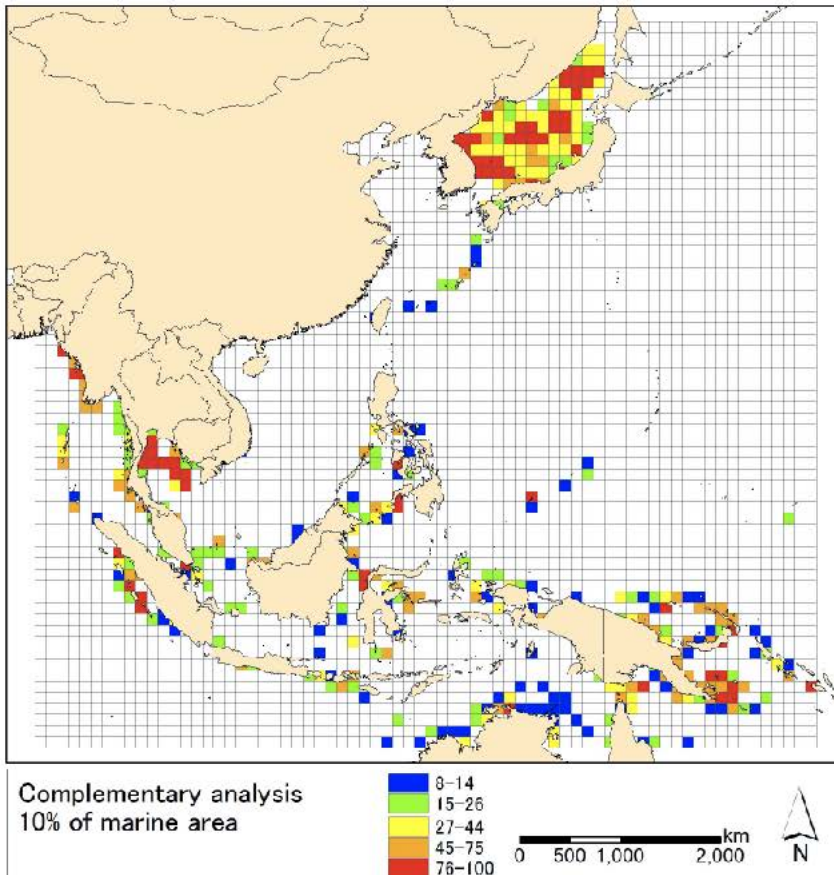 Complementary analysis
10% of marine area
8-14
15-26
27-44
45-75
76-100
km
0 500 1,000 2,000
N